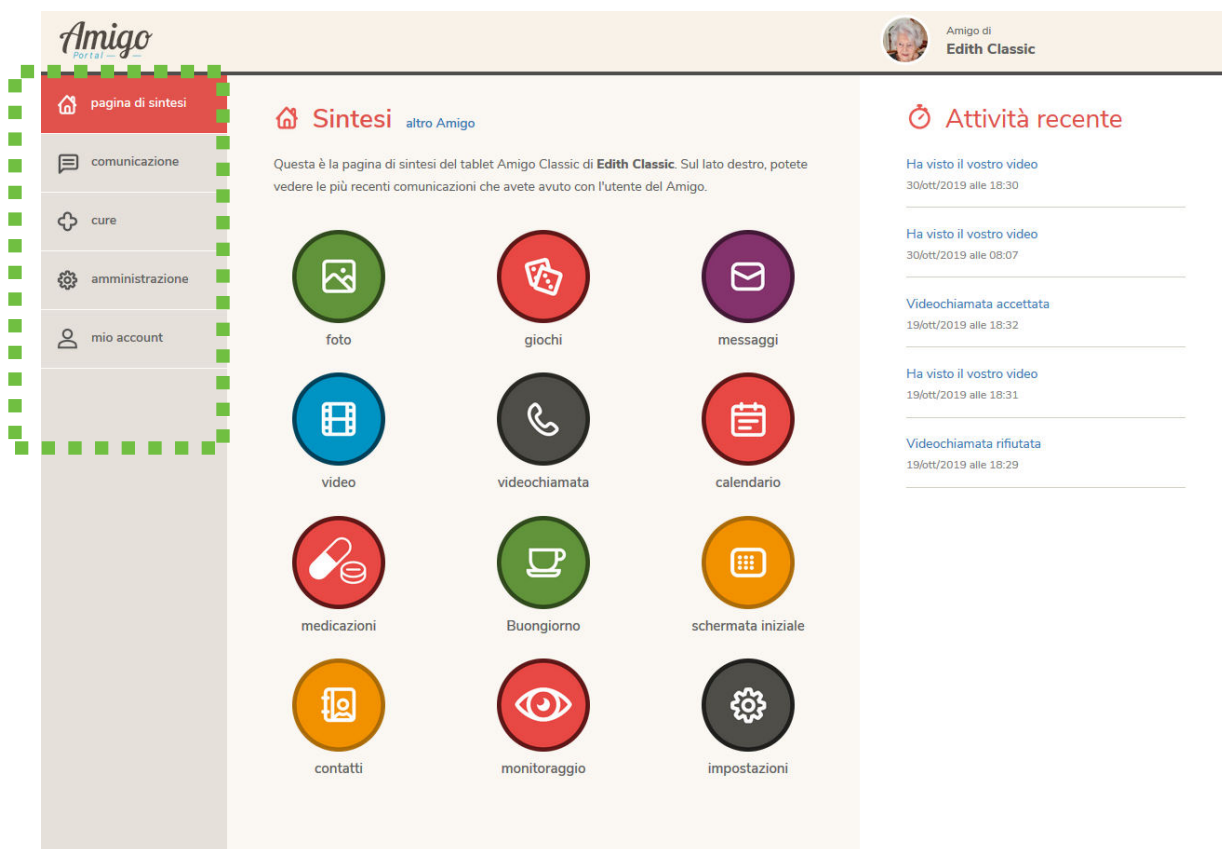 Amigo
Portal
Amigo di
Edith Classic
pagina di sintesi
comunicazione
cure
amministrazione
mio account
Sintesi altro Amigo
Questa è la pagina di sintesi del tablet Amigo Classic di Edith Classic. Sul lato destro, potete
vedere le più recenti comunicazioni che avete avuto con l'utente del Amigo.
foto
giochi
messaggi
video
videochiamata
calendario
medicazioni
Buongiorno
schermata iniziale
contatti
monitoraggio
impostazioni
Attività recente
Ha visto il vostro video
30/ott/2019 alle 18:30
Ha visto il vostro video
30/ott/2019 alle 08:07
Videochiamata accettata
19/ott/2019 alle 18:32
Ha visto il vostro video
19/ott/2019 alle 18:31
Videochiamata rifiutata
19/ott/2019 alle 18:29